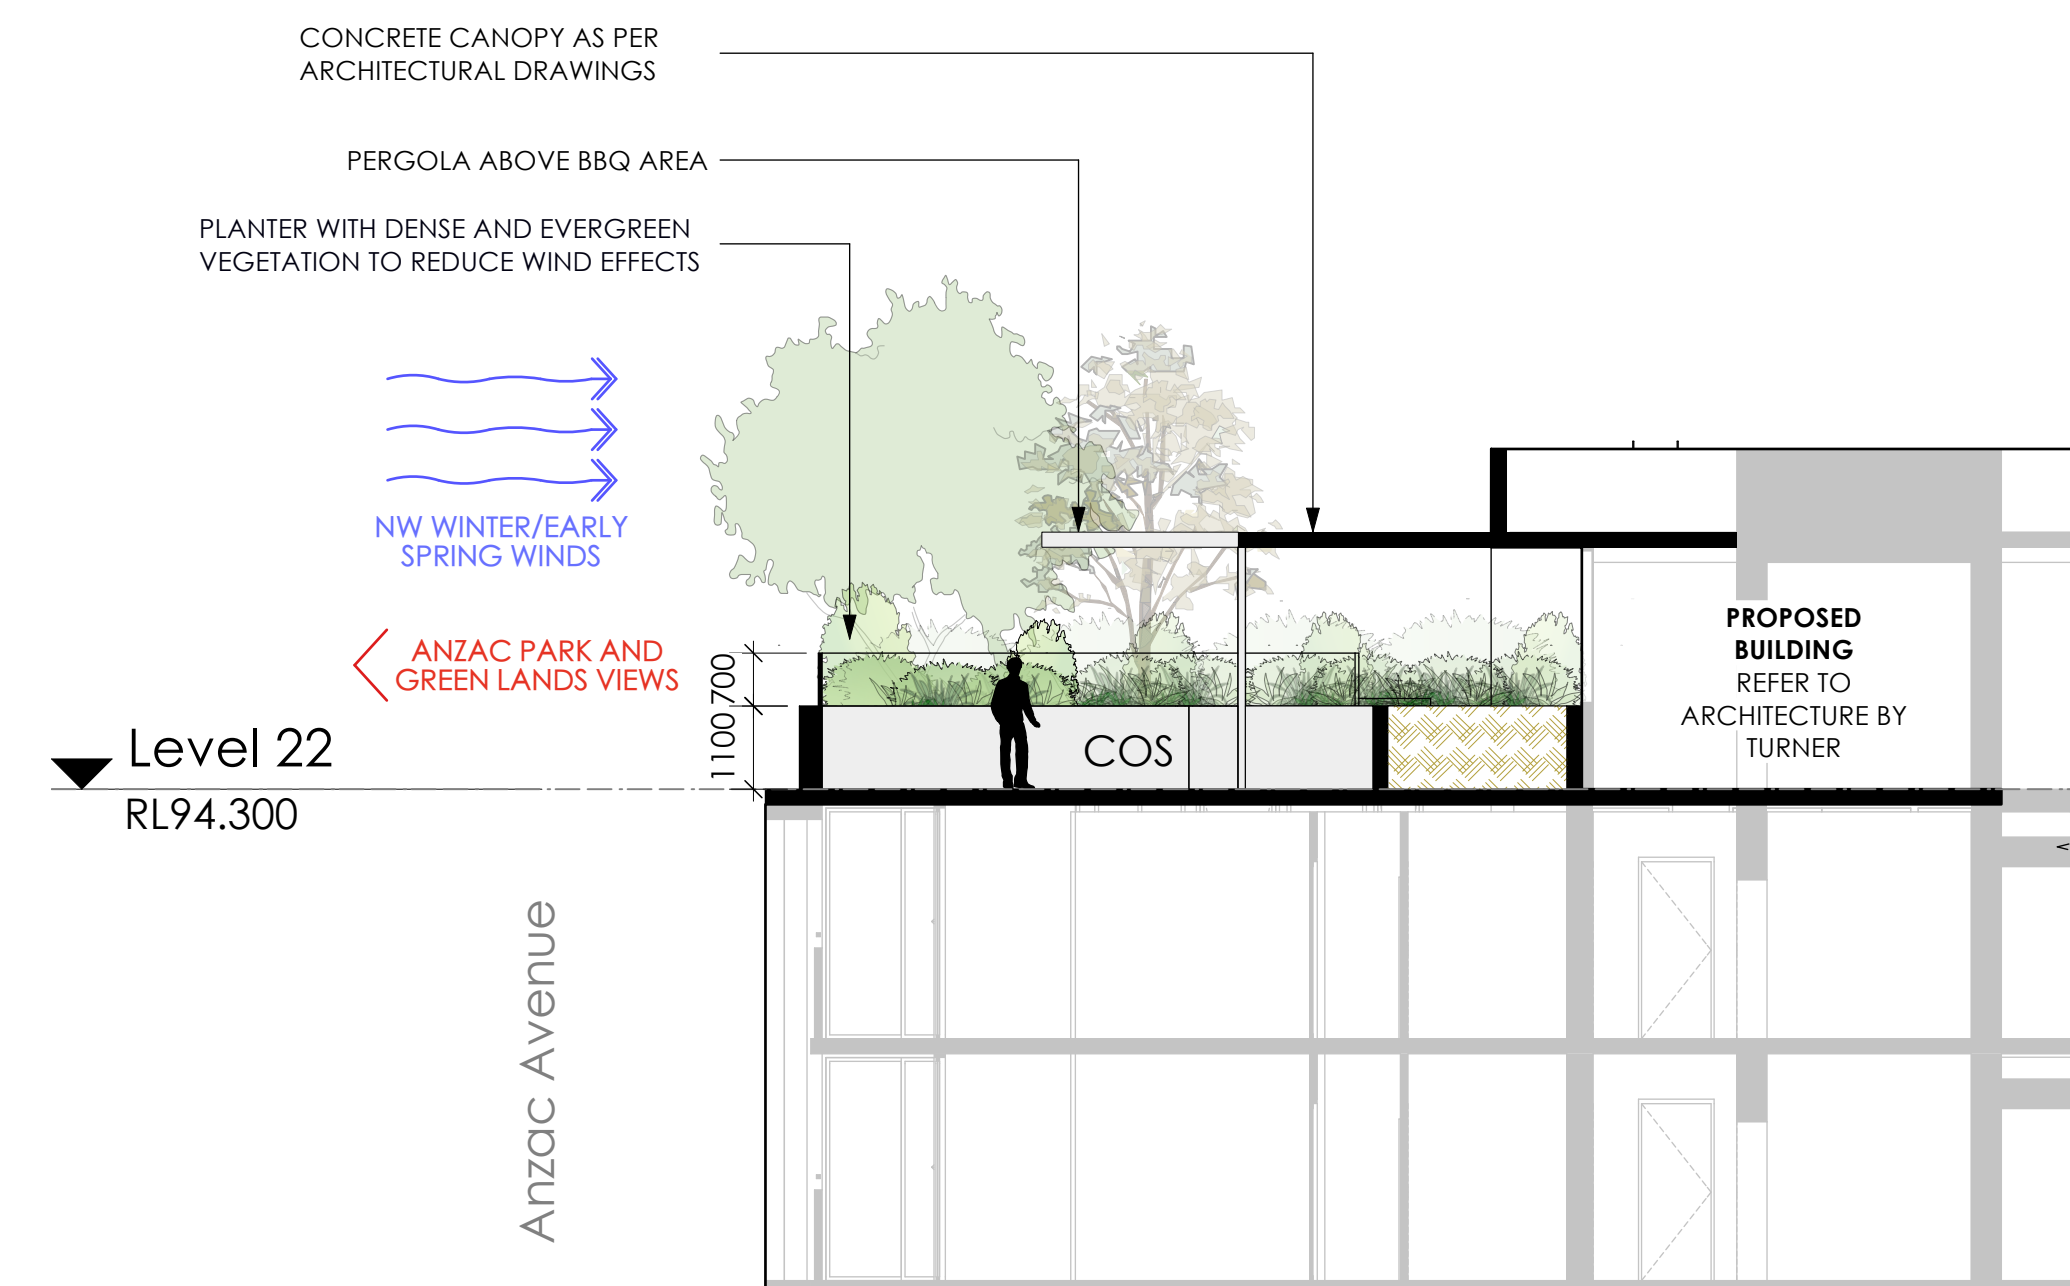 CONCRETE CANOPY AS PER
ARCHITECTURAL DRAWINGS
PERGOLA ABOVE BBQ AREA
PLANTER WITH DENSE AND EVERGREEN
VEGETATION TO REDUCE WIND EFFECTS
NW WINTER/EARLY
SPRING WINDS
ANZAC PARK AND
GREEN LANDS VIEWS
700
1100
COS
PROPOSED
BUILDING
REFER TO
ARCHITECTURE BY
TURNER
Level 22
RL94.300
Anzac Avenue